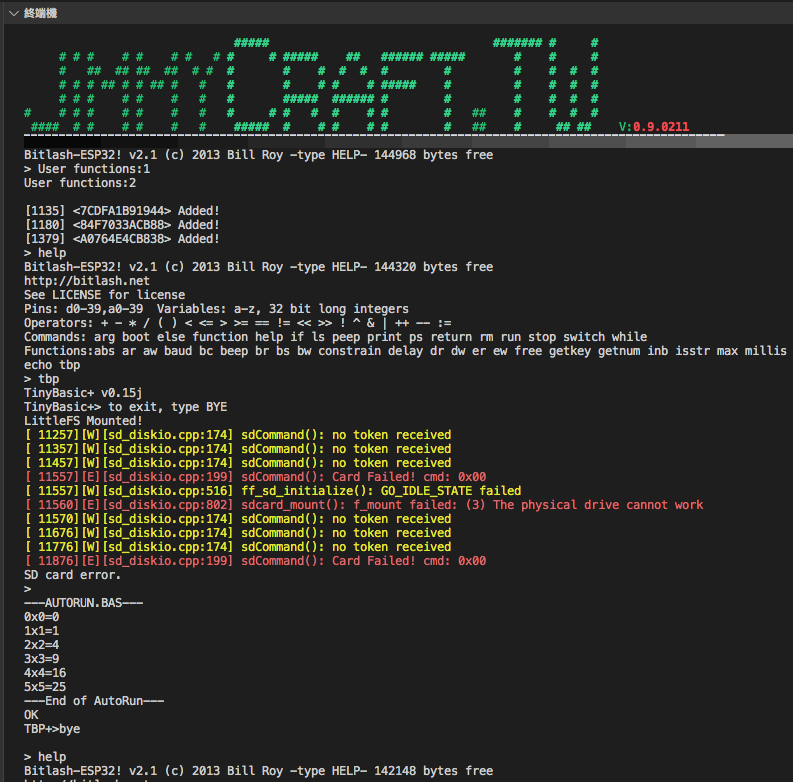 終端機
JHMCRAFT.TW
V:0.9.0211
Bitlash-ESP32! v2.1 (c) 2013 Bill Roy -type HELP- 144968 bytes free
> User functions:1
User functions:2
[1135] <7CDFA1B91944> Added!
[1180] <84F7033ACB88> Added!
[1379] <A0764E4CB838> Added!
> help
Bitlash-ESP32! v2.1 (c) 2013 Bill Roy -type HELP- 144320 bytes free
http://bitlash.net
See LICENSE for license
Pins: d0-39,a0-39  Variables: a-z, 32 bit long integers
Operators: + - * / ( ) < <= > >= == != << >> ! ^ & | ++ -- :=
Commands: arg boot else function help if ls peep print ps return rm run stop switch while
Functions:abs ar aw baud bc beep br bs bw constrain delay dr dw er ew free getkey getnum inb isstr max millis
echo tbp
> tbp
TinyBasic+ v0.15j
TinyBasic+> to exit, type BYE
LittleFS Mounted!
[ 11257][W][sd_diskio.cpp:174] sdCommand(): no token received
[ 11357][W][sd_diskio.cpp:174] sdCommand(): no token received
[ 11457][W][sd_diskio.cpp:174] sdCommand(): no token received
[ 11557][E][sd_diskio.cpp:199] sdCommand(): Card Failed! cmd: 0x00
[ 11557][W][sd_diskio.cpp:516] ff_sd_initialize(): GO_IDLE_STATE failed
[ 11560][E][sd_diskio.cpp:802] sdcard_mount(): f_mount failed: (3) The physical drive cannot work
[ 11570][W][sd_diskio.cpp:174] sdCommand(): no token received
[ 11676][W][sd_diskio.cpp:174] sdCommand(): no token received
[ 11776][W][sd_diskio.cpp:174] sdCommand(): no token received
[ 11876][E][sd_diskio.cpp:199] sdCommand(): Card Failed! cmd: 0x00
SD card error.
>
---AUTORUN.BAS---
0x0=0
1x1=1
2x2=4
3x3=9
4x4=16
5x5=25
---End of AutoRun---
OK
TBP+>bye
> help
Bitlash-ESP32! v2.1 (c) 2013 Bill Roy -type HELP- 142148 bytes free